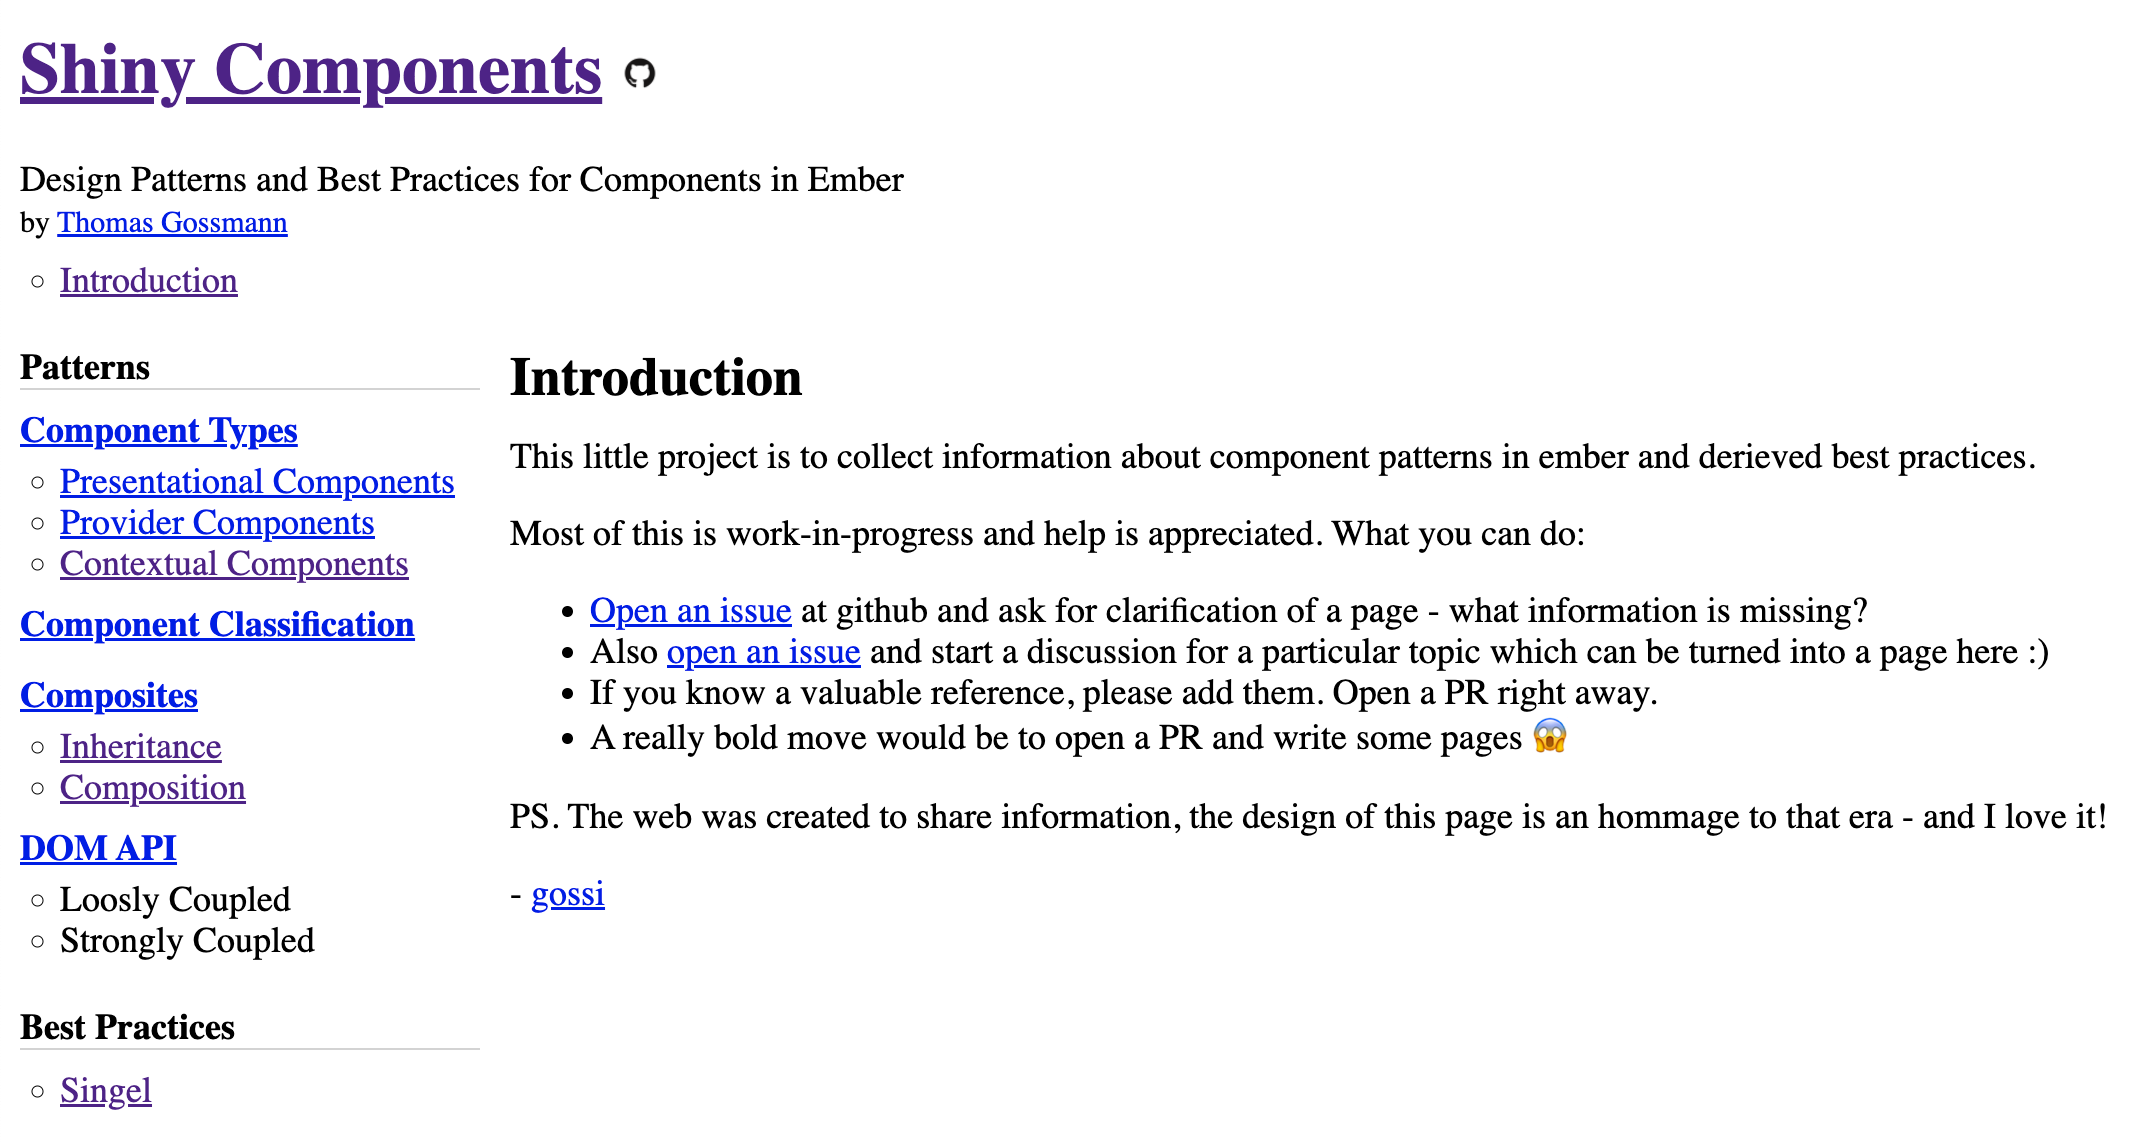 Shiny Components
Design Patterns and Best Practices for Components in Ember
by Thomas Gossmann
Introduction
Patterns
Component Types
Presentational Components
Provider Components
Contextual Components
Component Classification
Composites
Inheritance
Composition
DOM API
Loosly Coupled
Strongly Coupled
Best Practices
Singel
Introduction
This little project is to collect information about component patterns in ember and derieved best practices.
Most of this is work-in-progress and help is appreciated. What you can do:
Open an issue at github and ask for clarification of a page - what information is missing?
Also open an issue and start a discussion for a particular topic which can be turned into a page here :)
If you know a valuable reference, please add them. Open a PR right away.
A really bold move would be to open a PR and write some pages 😱
PS. The web was created to share information, the design of this page is an hommage to that era - and I love it!
- gossi